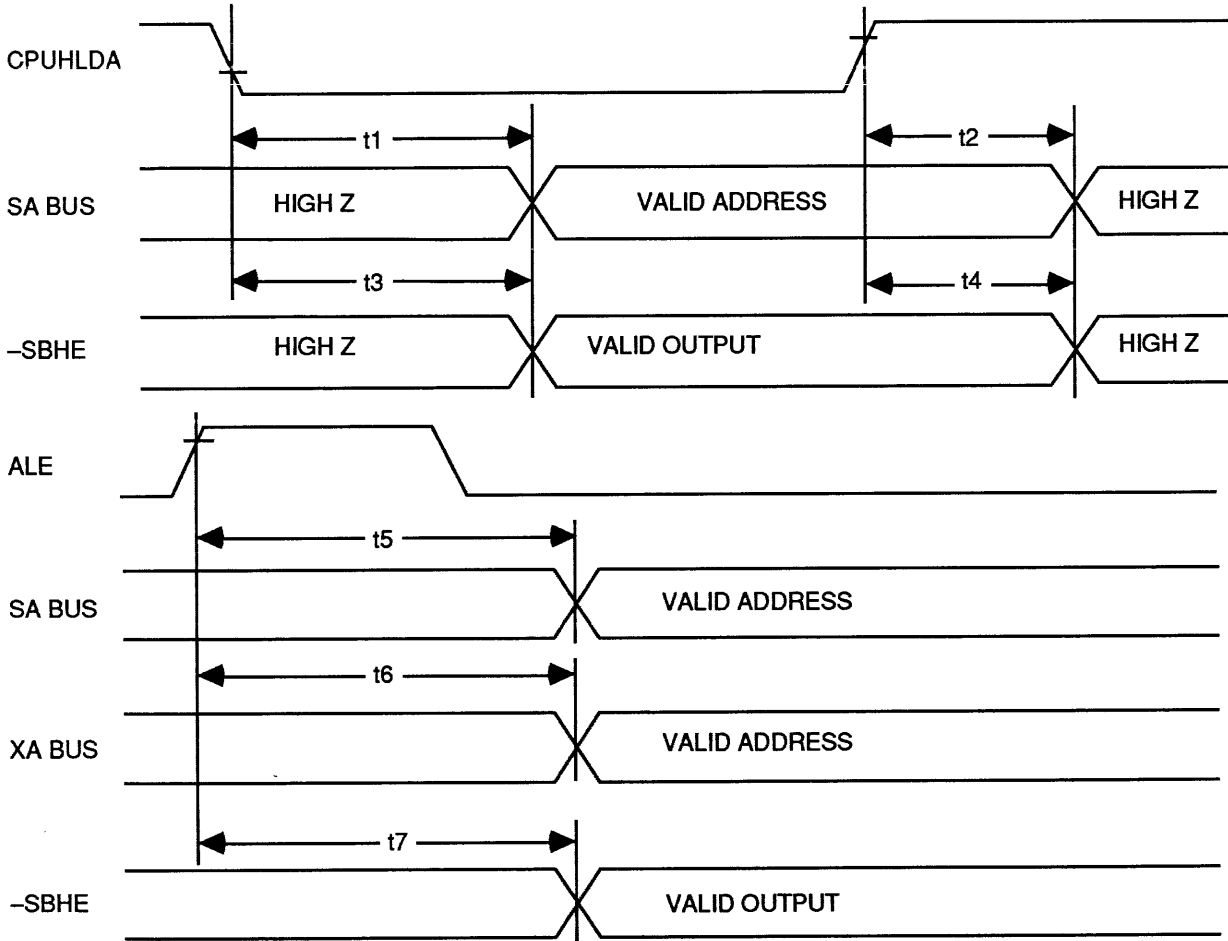 CPUHLDA
t1
t2
SA BUS
HIGH Z
VALID ADDRESS
HIGH Z
t3
t4
–SBHE
HIGH Z
VALID OUTPUT
HIGH Z
ALE
t5
SA BUS
VALID ADDRESS
t6
XA BUS
VALID ADDRESS
t7
–SBHE
VALID OUTPUT